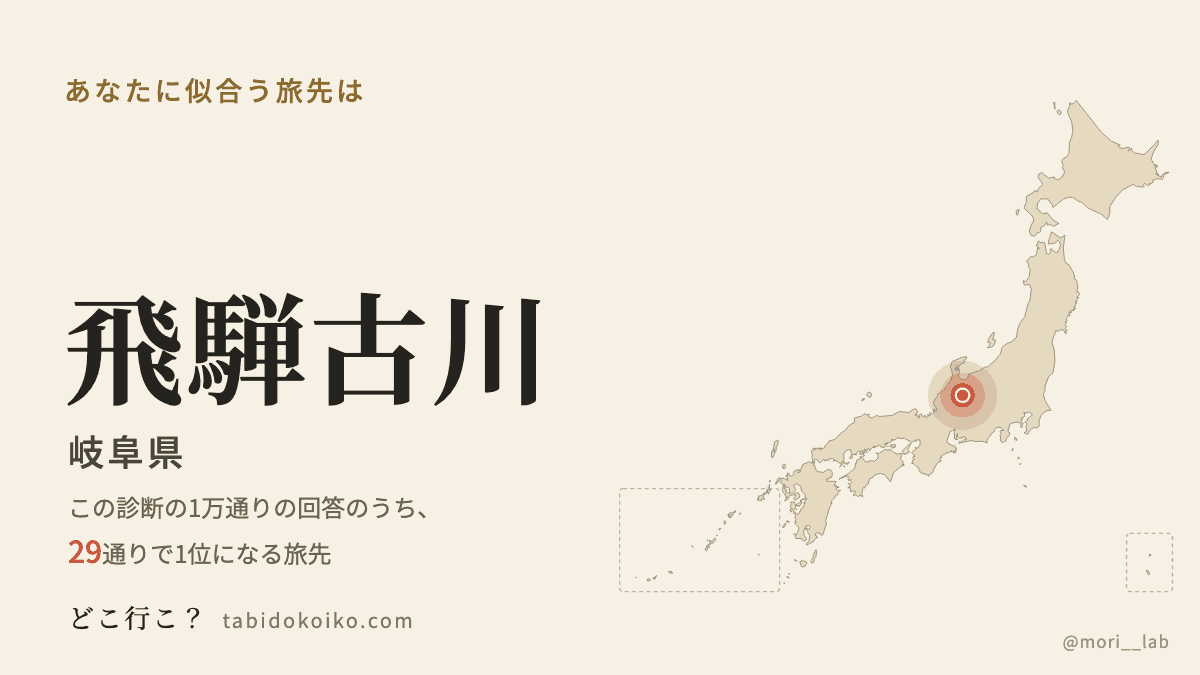 あなたに似合う旅先は
飛騨古川
岐阜県
この診断の1万通りの回答のうち、
29通りで1位になる旅先
どこ行こ？ tabidokoiko.com
@mori__lab